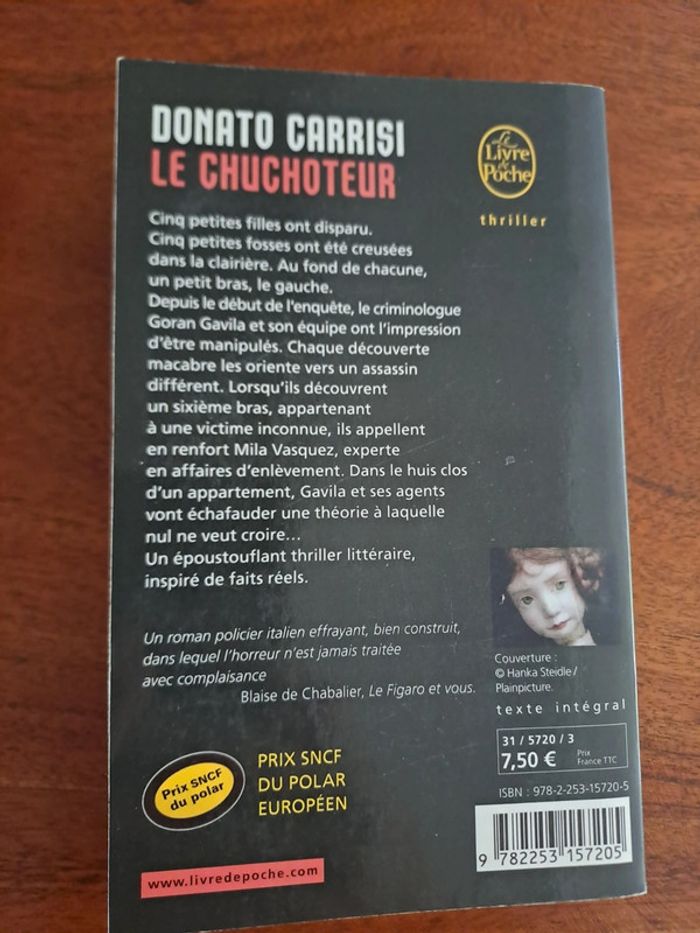 DONATO CARRISI
LE CHUCHOTEUR
Le
Livre
de
Poche
thriller
Cinq petites filles ont disparu.
Cinq petites fosses ont été creusées
dans la clairière. Au fond de chacune,
un petit bras, le gauche.
Depuis le début de l'enquête, le criminologue
Goran Gavila et son équipe ont l'impression
d'être manipulés. Chaque découverte
macabre les oriente vers un assassin
différent. Lorsqu'ils découvrent
un sixième bras, appartenant
à une victime inconnue, ils appellent
en renfort Mila Vasquez, experte
en affaires d'enlèvement. Dans le huis clos
d'un appartement, Gavila et ses agents
vont échafauder une théorie à laquelle
nul ne veut croire...
Un époustouflant thriller littéraire,
inspiré de faits réels.
Un roman policier italien effrayant, bien construit,
dans lequel l'horreur n'est jamais traitée
avec complaisance
Blaise de Chabalier, Le Figaro et vous.
Couverture :
© Hanka Steidle /
Plainpicture.
texte intégral
31 / 5720 / 3
7,50 € Prix
France TTC
ISBN : 978-2-253-15720-5
9 782253 157205
Prix SNCF
du polar
PRIX SNCF
DU POLAR
EUROPÉEN
www.livredepoche.com